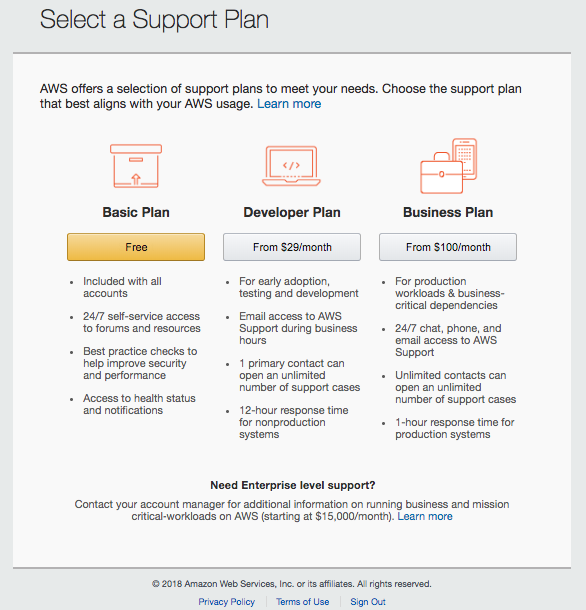 Select a Support Plan
AWS offers a selection of support plans to meet your needs. Choose the support plan
that best aligns with your AWS usage. Learn more
</>
Basic Plan
Free
Included with all
accounts
24/7 self-service access
to forums and resources
Best practice checks to
help improve security
and performance
Access to health status
and notifications
Developer Plan
From $29/month
For early adoption,
testing and development
Email access to AWS
Support during business
hours
1 primary contact can
open an unlimited
number of support cases
12-hour response time
for nonproduction
systems
Business Plan
From $100/month
For production
workloads & business-
critical dependencies
24/7 chat, phone, and
email access to AWS
Support
Unlimited contacts can
open an unlimited
number of support cases
1-hour response time for
production systems
Need Enterprise level support?
Contact your account manager for additional information on running business and mission
critical-workloads on AWS (starting at $15,000/month). Learn more
© 2018 Amazon Web Services, Inc. or its affiliates. All rights reserved.
Privacy Policy Terms of Use Sign Out